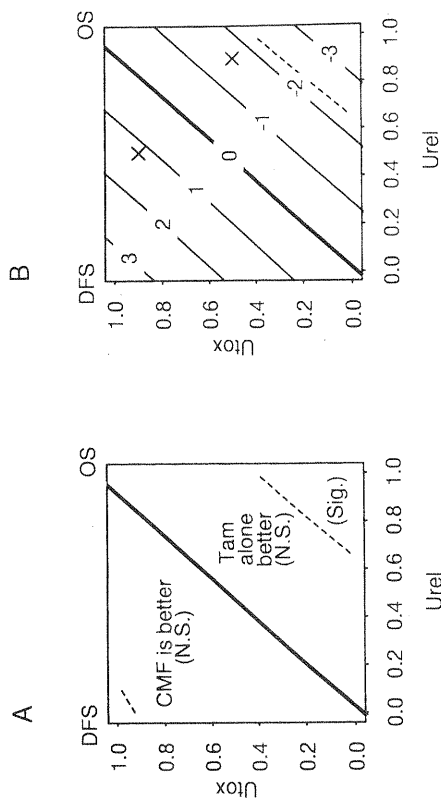 A
DFS
OS
1.0
0.8
0.6
0.4
0.2
0.0
Utox
CMF is better
(N.S.)
Tam
alone
better
(N.S.)
(Sig.)
0.0
0.2
0.4
0.6
0.8
1.0
Urel
B
DFS
OS
1.0
0.8
0.6
0.4
0.2
0.0
Utox
3
2
1
0
-1
-2
-3
0.0
0.2
0.4
0.6
0.8
1.0
Urel